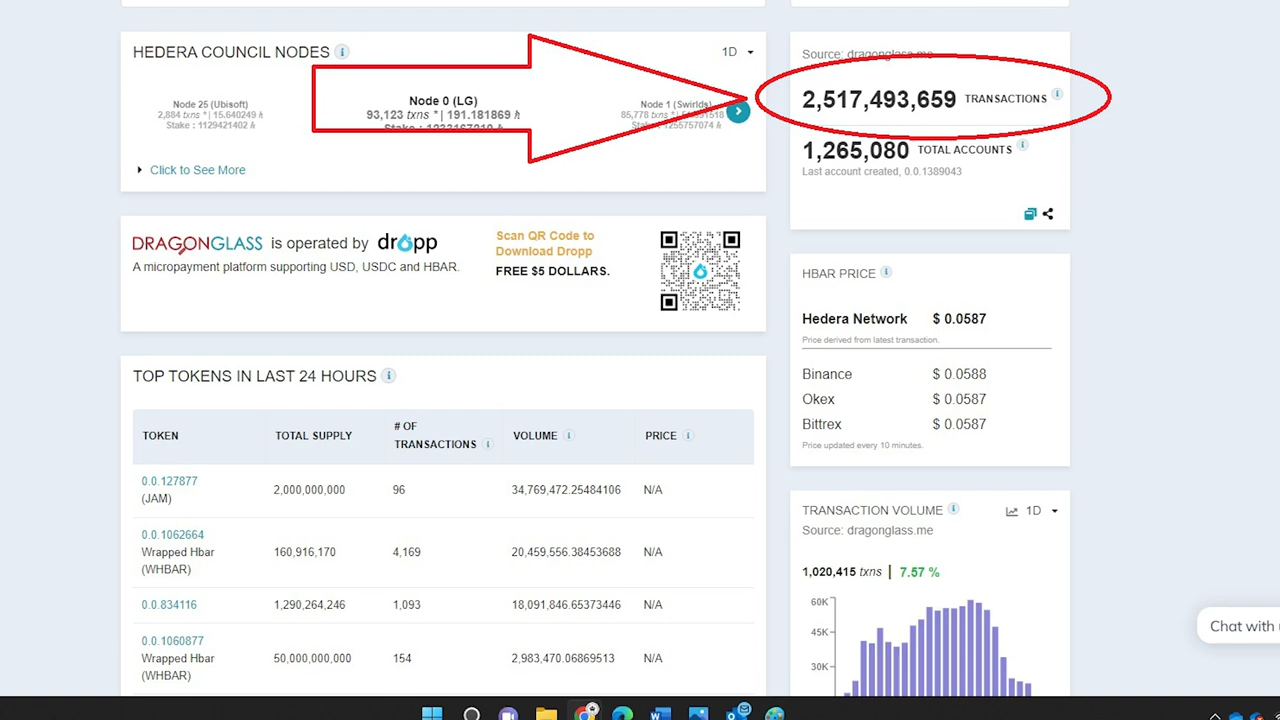 HEDERA COUNCIL NODES
1D
Node 25 (Ubisoft)
2,884 txns * | 15.640249 ℏ
Stake : 1129421402 ℏ
Node 0 (LG)
93,123 txns * | 191.181869 ℏ
Node 1 (Swirlds)
85,778 txns
Stake : 1255757074 ℏ
Click to See More
Source: dragonglass.me
2,517,493,659 TRANSACTIONS
1,265,080 TOTAL ACCOUNTS
Last account created, 0.0.1389043
DRAGONGLASS is operated by dropp
A micropayment platform supporting USD, USDC and HBAR.
Scan QR Code to
Download Dropp
FREE $5 DOLLARS.
HBAR PRICE
Hedera Network $ 0.0587
Price derived from latest transaction.
Binance $ 0.0588
Okex $ 0.0587
Bittrex $ 0.0587
Price updated every 10 minutes.
TOP TOKENS IN LAST 24 HOURS
TOKEN TOTAL SUPPLY # OF TRANSACTIONS VOLUME PRICE
0.0.127877
(JAM) 2,000,000,000 96 34,769,472.25484106 N/A
0.0.1062664
Wrapped Hbar 160,916,170 4,169 20,459,556.38453688 N/A
(WHBAR)
0.0.834116 1,290,264,246 1,093 18,091,846.65373446 N/A
0.0.1060877
Wrapped Hbar 50,000,000,000 154 2,983,470.06869513 N/A
(WHBAR)
TRANSACTION VOLUME 1D
Source: dragonglass.me
1,020,415 txns | 7.57 %
60K
45K
30K
Chat with